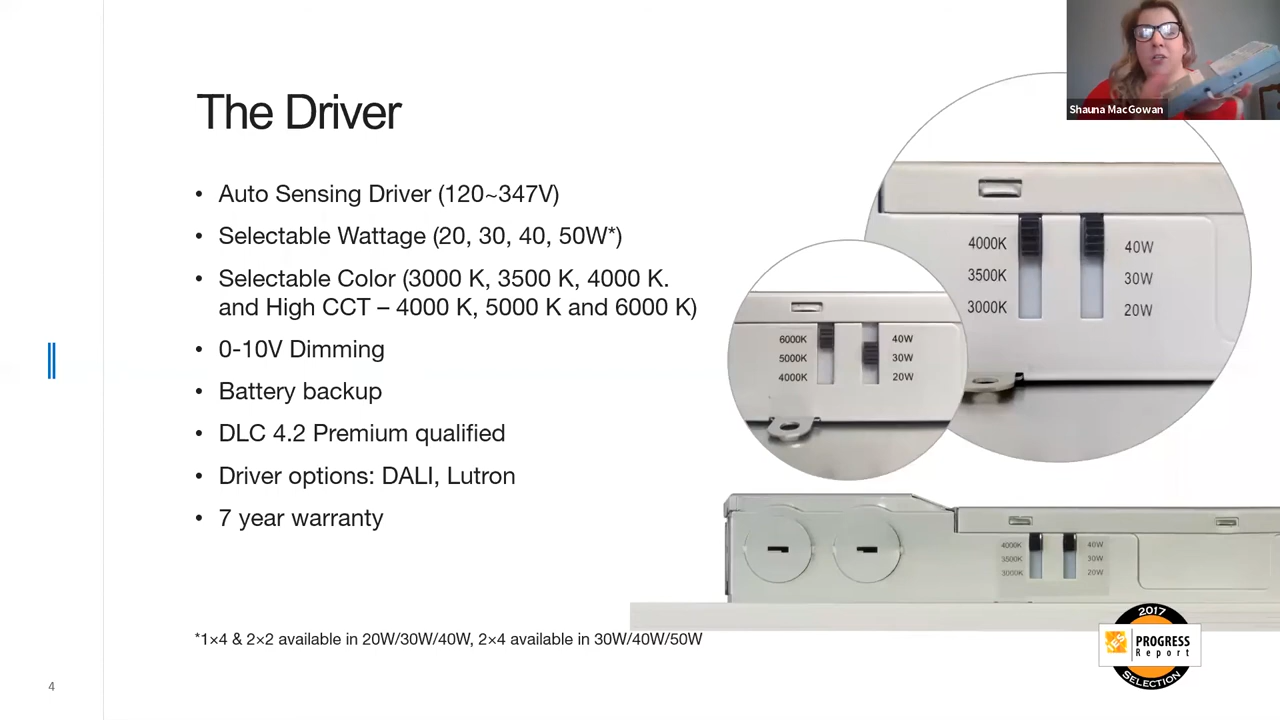 Shauna MacGowan
The Driver
• Auto Sensing Driver (120~347V)
• Selectable Wattage (20, 30, 40, 50W*)
• Selectable Color (3000 K, 3500 K, 4000 K.
and High CCT – 4000 K, 5000 K and 6000 K)
• 0-10V Dimming
• Battery backup
• DLC 4.2 Premium qualified
• Driver options: DALI, Lutron
• 7 year warranty
4000K 40W
3500K 30W
3000K 20W
6000K 40W
5000K 30W
4000K 20W
4000K 40W
3500K 30W
3000K 20W
*1×4 & 2×2 available in 20W/30W/40W, 2×4 available in 30W/40W/50W
2017
IES PROGRESS
Report
SELECTION
4